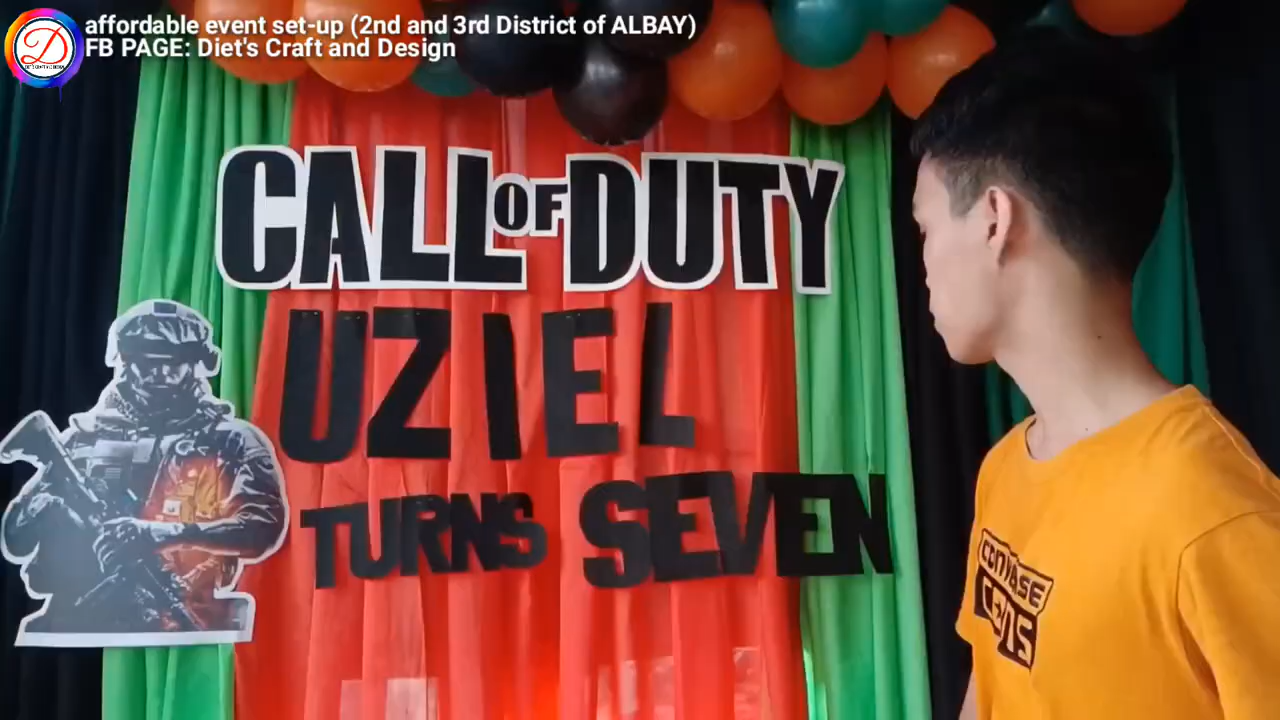 affordable event set-up (2nd and 3rd District of ALBAY)
FB PAGE: Diet's Craft and Design
CALL OF DUTY
UZIEL
TURNS SEVEN
CONVERSE
CONS